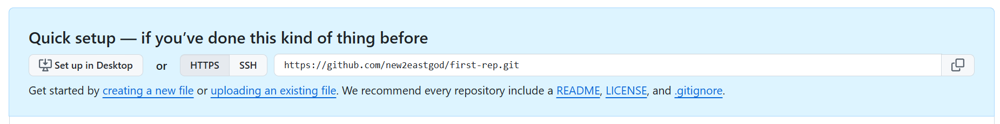 Quick setup — if you’ve done this kind of thing before
Set up in Desktop or HTTPS SSH https://github.com/new2eastgod/first-rep.git
Get started by creating a new file or uploading an existing file. We recommend every repository include a README, LICENSE, and .gitignore.